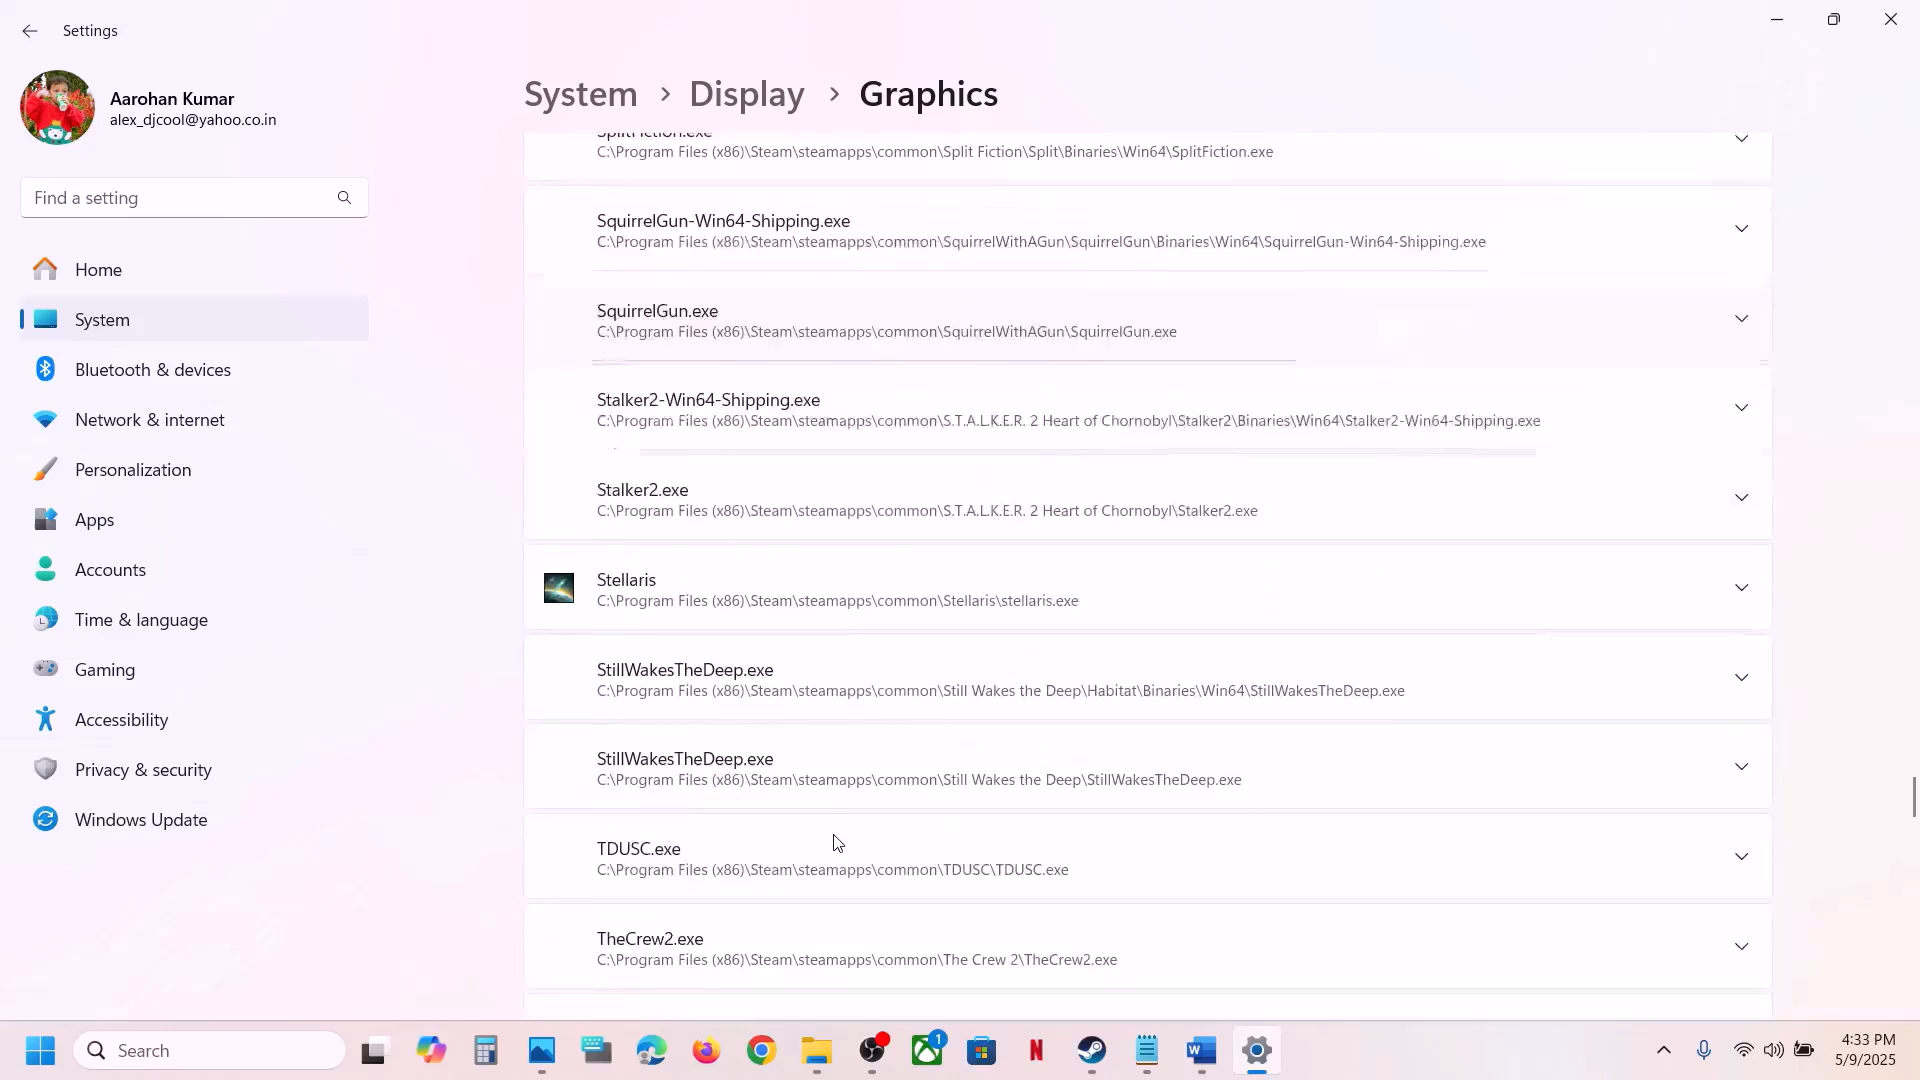 Settings
Aarohan Kumar
alex_djcool@yahoo.co.in
Find a setting
Home
System
Bluetooth & devices
Network & internet
Personalization
Apps
Accounts
Time & language
Gaming
Accessibility
Privacy & security
Windows Update
System > Display > Graphics
SplitFiction.exe
C:\Program Files (x86)\Steam\steamapps\common\Split Fiction\Split\Binaries\Win64\SplitFiction.exe
SquirrelGun-Win64-Shipping.exe
C:\Program Files (x86)\Steam\steamapps\common\SquirrelWithAGun\SquirrelGun\Binaries\Win64\SquirrelGun-Win64-Shipping.exe
SquirrelGun.exe
C:\Program Files (x86)\Steam\steamapps\common\SquirrelWithAGun\SquirrelGun.exe
Stalker2-Win64-Shipping.exe
C:\Program Files (x86)\Steam\steamapps\common\S.T.A.L.K.E.R. 2 Heart of Chornobyl\Stalker2\Binaries\Win64\Stalker2-Win64-Shipping.exe
Stalker2.exe
C:\Program Files (x86)\Steam\steamapps\common\S.T.A.L.K.E.R. 2 Heart of Chornobyl\Stalker2.exe
Stellaris
C:\Program Files (x86)\Steam\steamapps\common\Stellaris\stellaris.exe
StillWakesTheDeep.exe
C:\Program Files (x86)\Steam\steamapps\common\Still Wakes the Deep\Habitat\Binaries\Win64\StillWakesTheDeep.exe
StillWakesTheDeep.exe
C:\Program Files (x86)\Steam\steamapps\common\Still Wakes the Deep\StillWakesTheDeep.exe
TDUSC.exe
C:\Program Files (x86)\Steam\steamapps\common\TDUSC\TDUSC.exe
TheCrew2.exe
C:\Program Files (x86)\Steam\steamapps\common\The Crew 2\TheCrew2.exe
Search
1
N
W
4:33 PM
5/9/2025